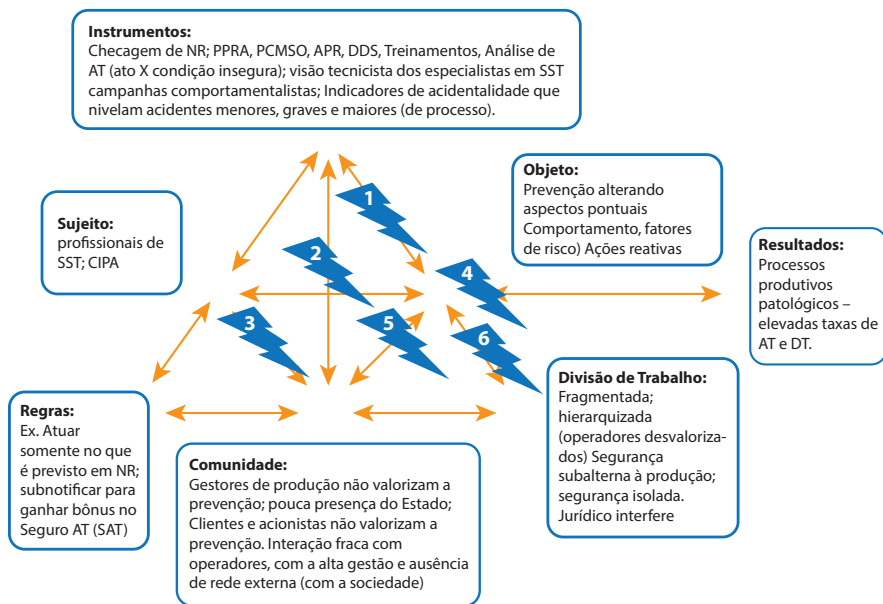 Instrumentos:
Checagem de NR; PPRA, PCMSO, APR, DDS, Treinamentos, Análise de
AT (ato X condição insegura); visão tecnicista dos especialistas em SST
campanhas comportamentalistas; Indicadores de acidentalidade que
nivelam acidentes menores, graves e maiores (de processo).
Objeto:
Prevenção alterando
aspectos pontuais
Comportamento, fatores
de risco) Ações reativas
Sujeito:
profissionais de
SST; CIPA
Resultados:
Processos
produtivos
patológicos –
elevadas taxas de
AT e DT.
1
2
4
3
5
6
Divisão de Trabalho:
Fragmentada;
hierarquizada
(operadores desvaloriza-
dos) Segurança
subalterna à produção;
segurança isolada.
Jurídico interfere
Regras:
Ex. Atuar
somente no que
é previsto em NR;
subnotificar para
ganhar bônus no
Seguro AT (SAT)
Comunidade:
Gestores de produção não valorizam a
prevenção; pouca presença do Estado;
Clientes e acionistas não valorizam a
prevenção. Interação fraca com
operadores, com a alta gestão e ausência
de rede externa (com a sociedade)